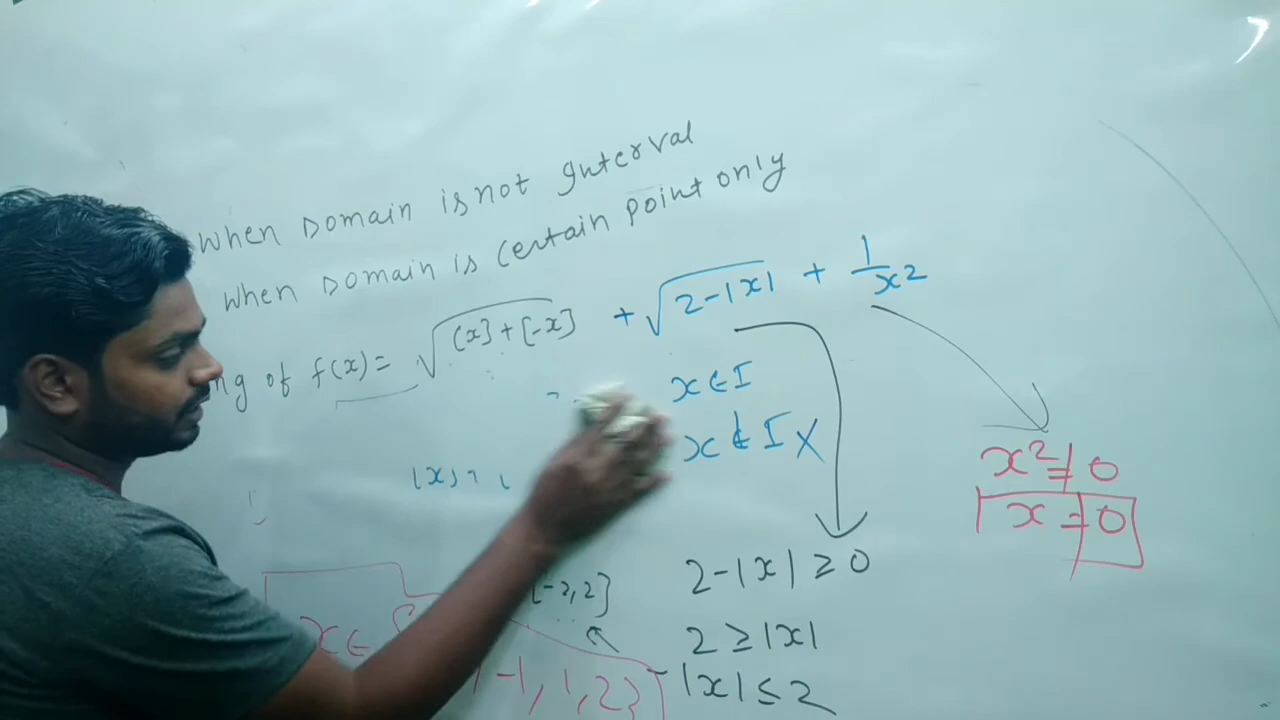 When Domain is not Interval
When Domain is Certain point only
ng of f(x)= √([x]+[-x]) + √(2-|x|) + 1/x2
x∈I
x∉I X
x² ≠ 0
x ≠ 0
2-|x| ≥ 0
[-2,2]
2 ≥ |x|
x∈
-1, 1, 2}
|x| ≤ 2